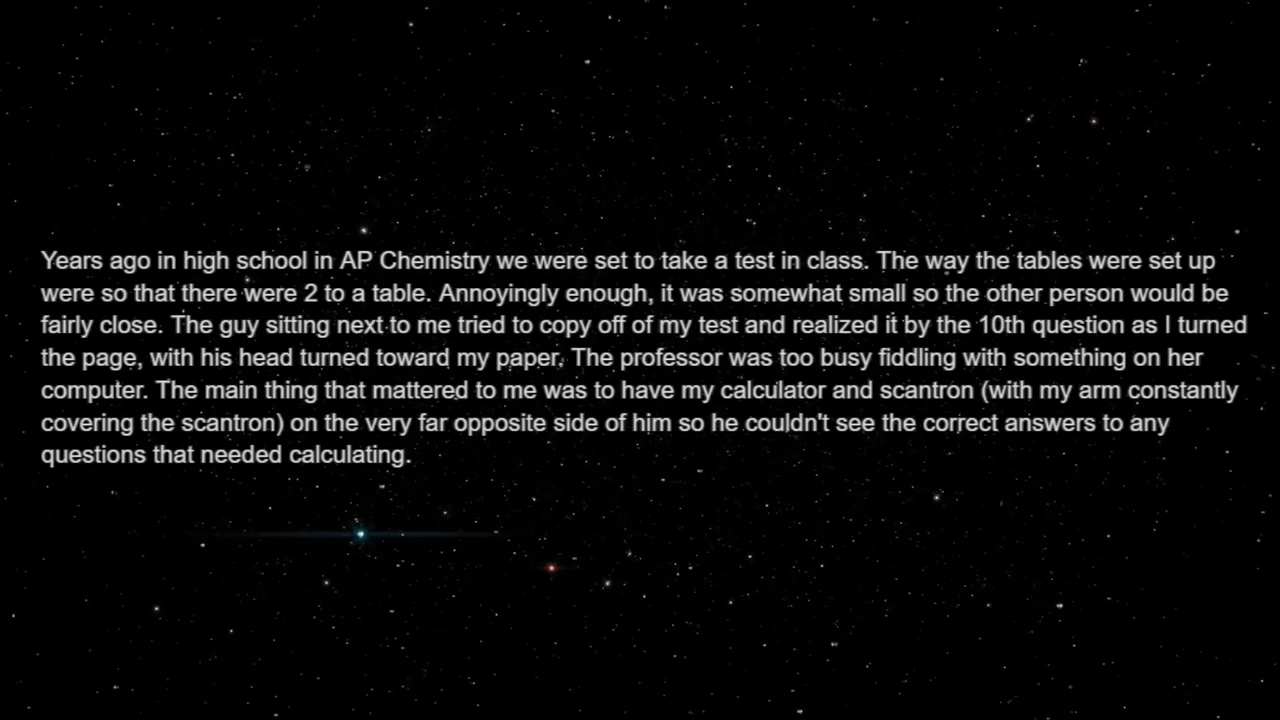 Years ago in high school in AP Chemistry we were set to take a test in class. The way the tables were set up
were so that there were 2 to a table. Annoyingly enough, it was somewhat small so the other person would be
fairly close. The guy sitting next to me tried to copy off of my test and realized it by the 10th question as I turned
the page, with his head turned toward my paper. The professor was too busy fiddling with something on her
computer. The main thing that mattered to me was to have my calculator and scantron (with my arm constantly
covering the scantron) on the very far opposite side of him so he couldn't see the correct answers to any
questions that needed calculating.